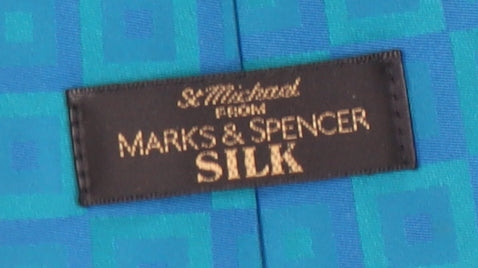 St Michael
FROM
MARKS & SPENCER
SILK